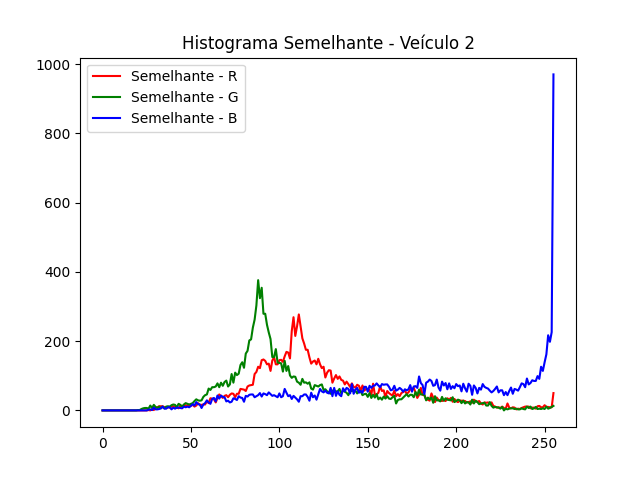 Histograma Semelhante - Veículo 2
Semelhante - R
Semelhante - G
Semelhante - B
1000
800
600
400
200
0
0 50 100 150 200 250